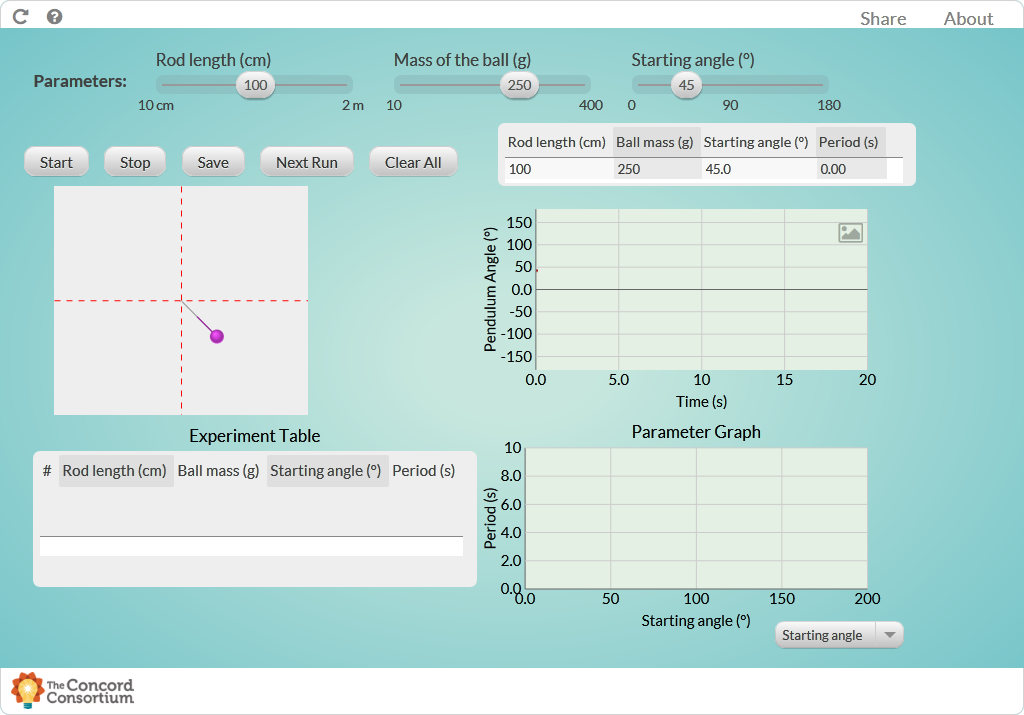 Share About
Parameters:
Rod length (cm)
100
10 cm 2 m
Mass of the ball (g)
250
10 400
Starting angle (º)
45
0 90 180
Start Stop Save Next Run Clear All
Rod length (cm) Ball mass (g) Starting angle (º) Period (s)
100 250 45.0 0.00
Pendulum Angle (º)
150
100
50
0.0
-50
-100
-150
0.0 5.0 10 15 20
Time (s)
Experiment Table
# Rod length (cm) Ball mass (g) Starting angle (º) Period (s)
Parameter Graph
Period (s)
10
8.0
6.0
4.0
2.0
0.0
0.0 50 100 150 200
Starting angle (º)
Starting angle
The Concord
Consortium